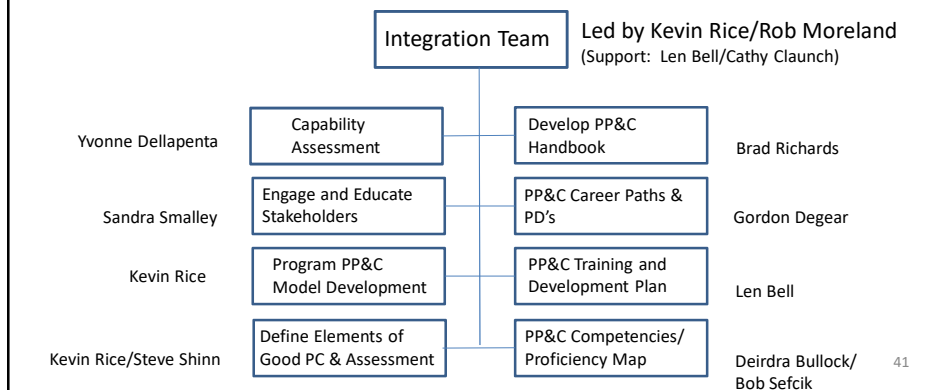 Integration Team
Led by Kevin Rice/Rob Moreland
(Support:  Len Bell/Cathy Claunch)
Yvonne Dellapenta
Capability
Assessment
Develop PP&C
Handbook
Brad Richards
Sandra Smalley
Engage and Educate
Stakeholders
PP&C Career Paths &
PD's
Gordon Degear
Kevin Rice
Program PP&C
Model Development
PP&C Training and
Development Plan
Len Bell
Kevin Rice/Steve Shinn
Define Elements of
Good PC & Assessment
PP&C Competencies/
Proficiency Map
Deirdra Bullock/
Bob Sefcik
41